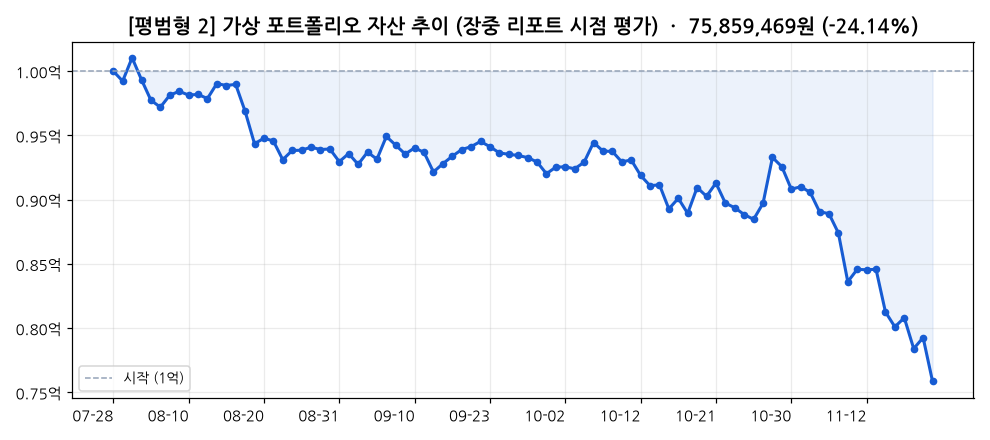 [평범형 2] 가상 포트폴리오 자산 추이 (장중 리포트 시점 평가) · 75,859,469원 (-24.14%)
1.00억
0.95억
0.90억
0.85억
0.80억
0.75억
시작 (1억)
07-28 08-10 08-20 08-31 09-10 09-23 10-02 10-12 10-21 10-30 11-12